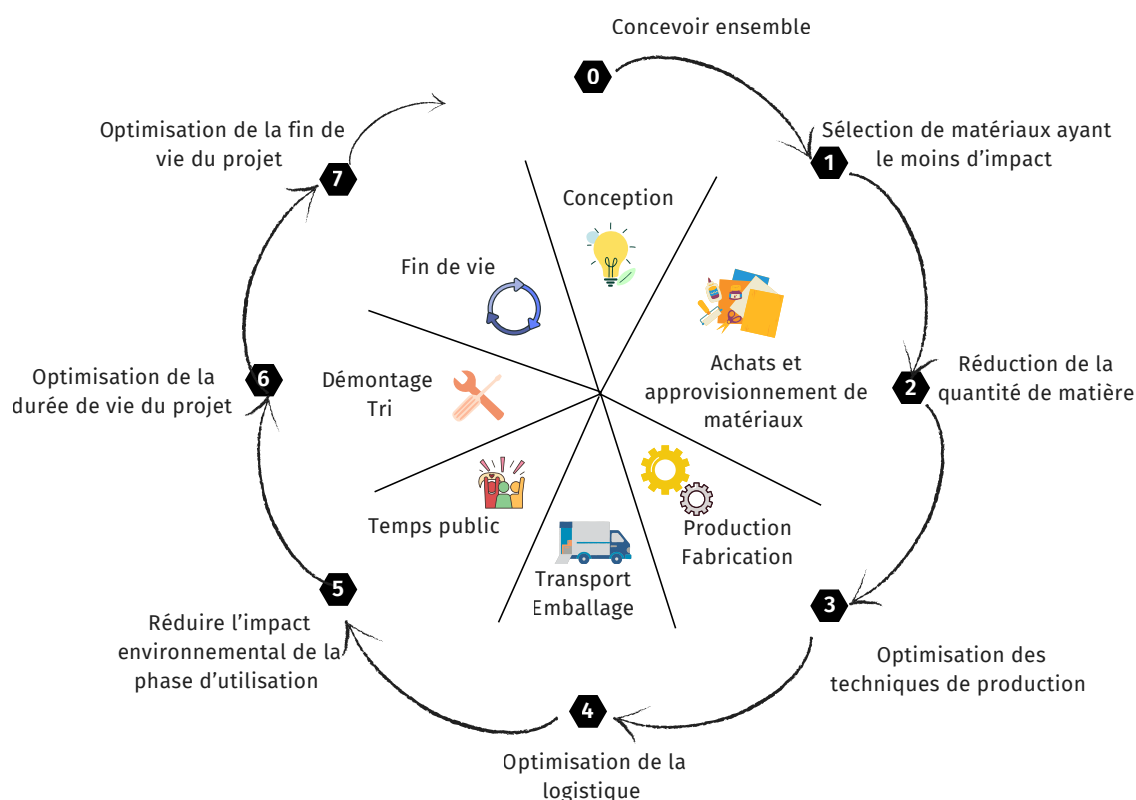 Concevoir ensemble
0
Sélection de matériaux ayant
le moins d’impact
1
Réduction de la
quantité de matière
2
3
Optimisation des
techniques de production
4
Optimisation de la
logistique
5
Réduire l’impact
environnemental de la
phase d’utilisation
6
Optimisation de la
durée de vie du projet
7
Optimisation de la fin de
vie du projet
Conception
Achats et
approvisionnement de
matériaux
Production
Fabrication
Transport
Emballage
Temps public
Démontage
Tri
Fin de vie